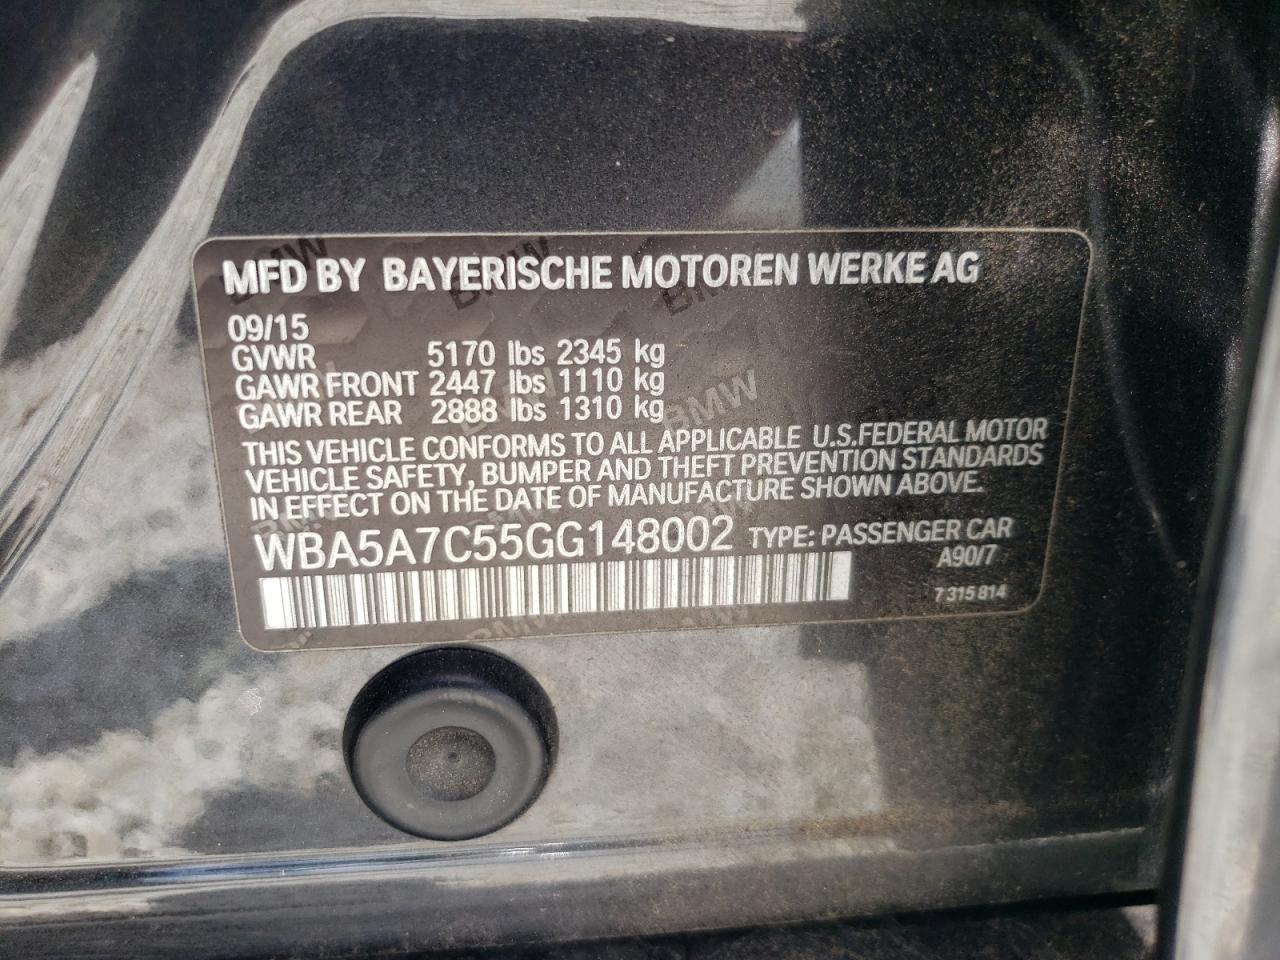 MFD BY BAYERISCHE MOTOREN WERKE AG
09/15
GVWR 5170 lbs 2345 kg
GAWR FRONT 2447 lbs 1110 kg
GAWR REAR 2888 lbs 1310 kg
THIS VEHICLE CONFORMS TO ALL APPLICABLE U.S.FEDERAL MOTOR
VEHICLE SAFETY, BUMPER AND THEFT PREVENTION STANDARDS
IN EFFECT ON THE DATE OF MANUFACTURE SHOWN ABOVE.
WBA5A7C55GG148002 TYPE: PASSENGER CAR
A90/7
7 315 814